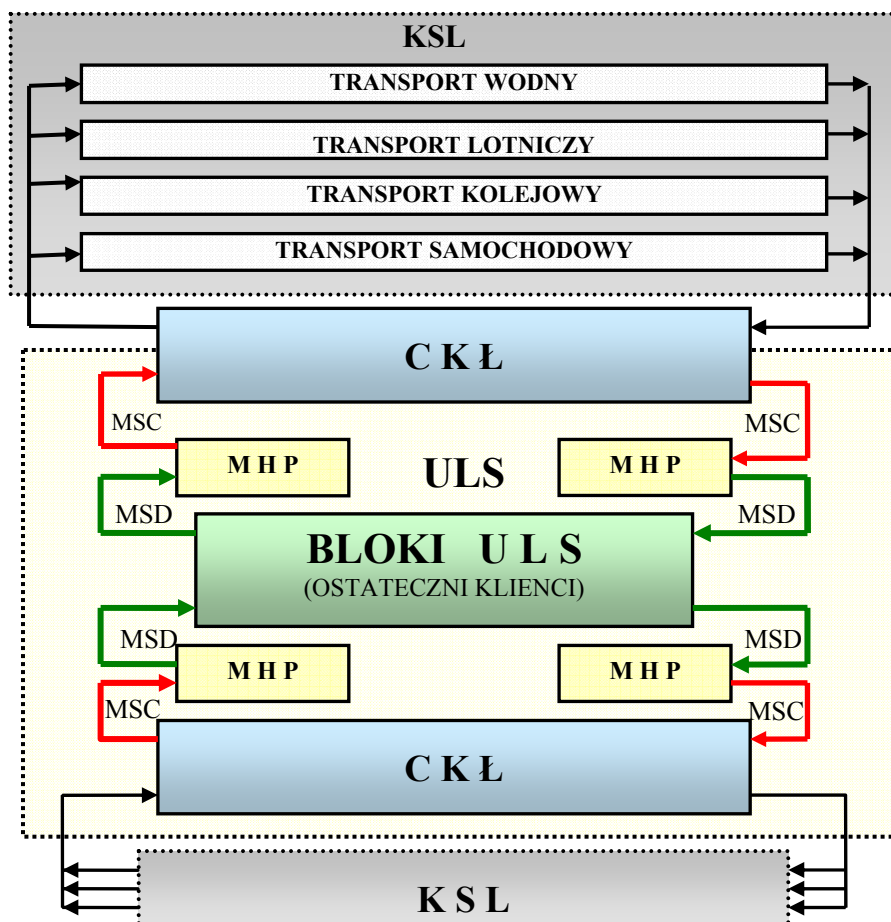 KSL
TRANSPORT WODNY
TRANSPORT LOTNICZY
TRANSPORT KOLEJOWY
TRANSPORT SAMOCHODOWY
C K Ł
MSC
MSC
M H P
ULS
M H P
MSD
MSD
BLOKI U L S
(OSTATECZNI KLIENCI)
MSD
MSD
M H P
M H P
MSC
MSC
C K Ł
K S L